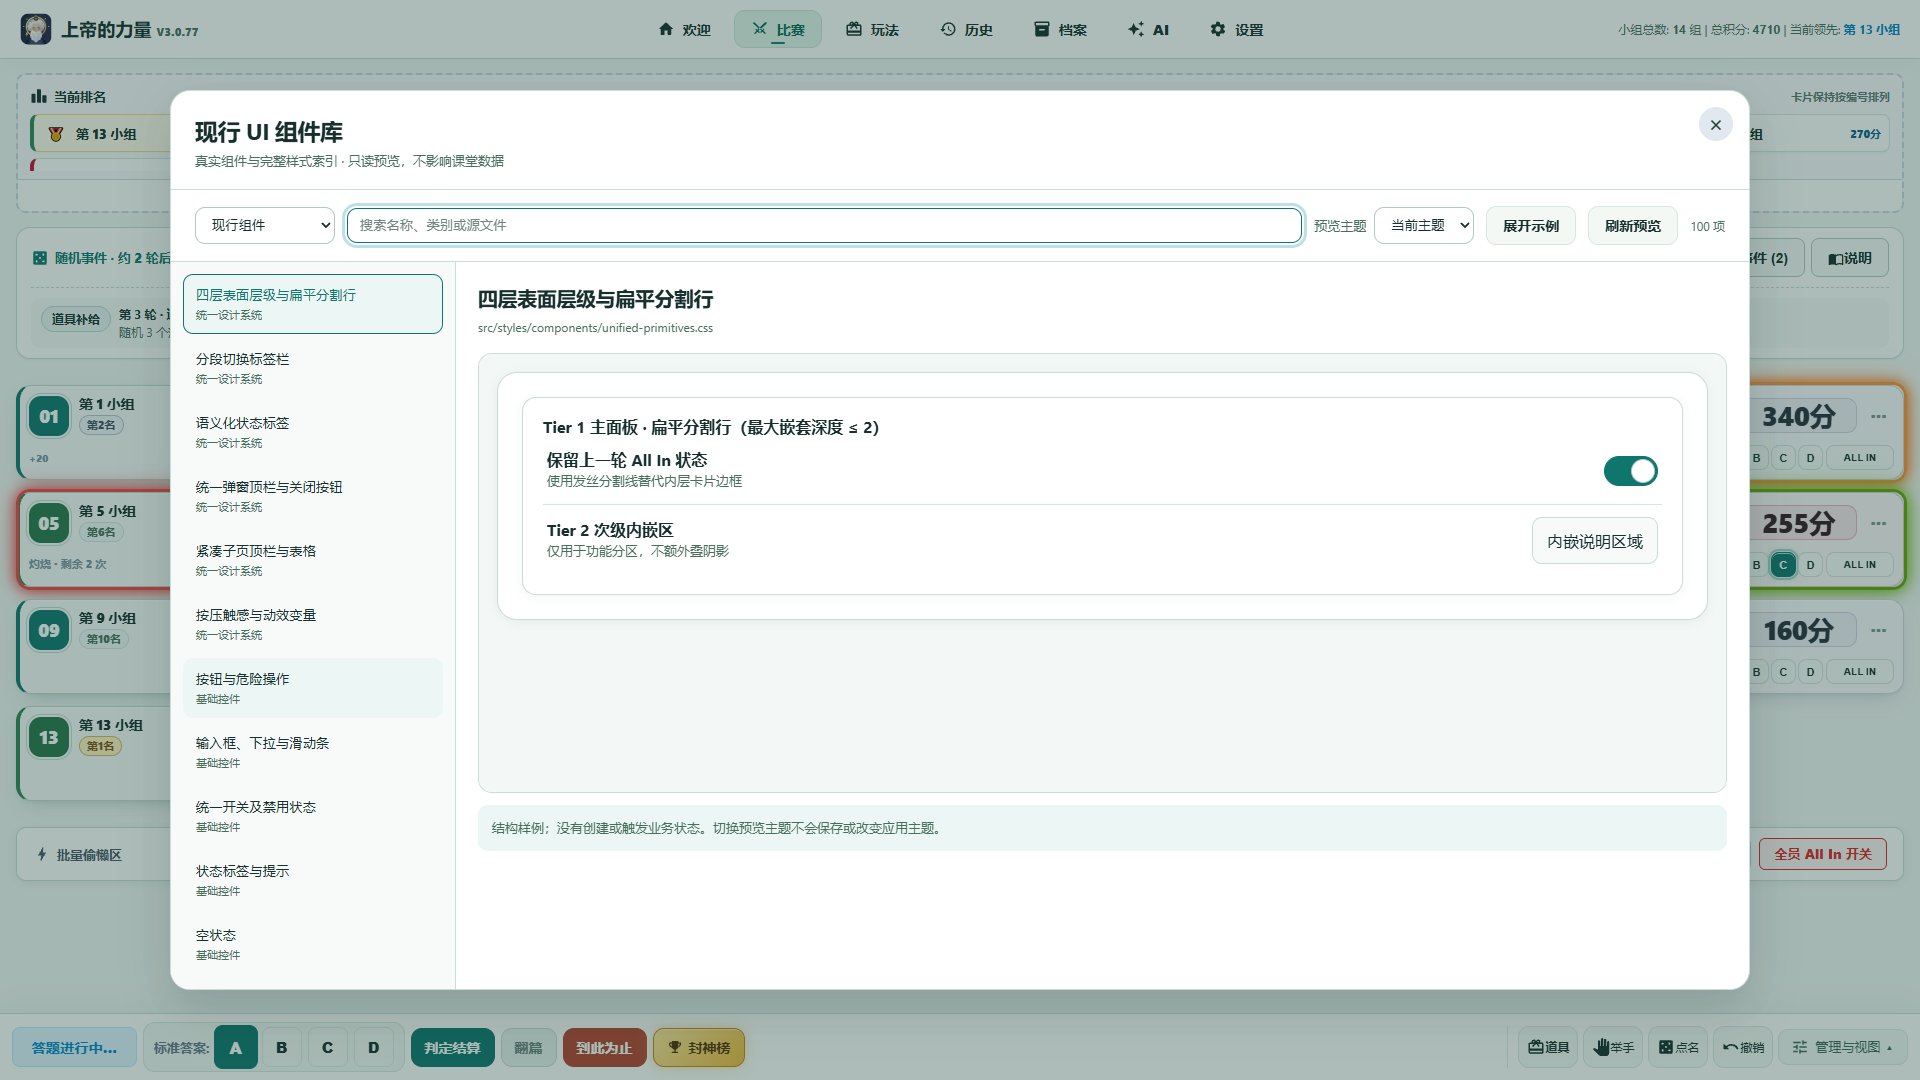 上帝的力量 V3.0.77
欢迎
比赛
玩法
历史
档案
AI
设置
小组总数: 14 组 | 总积分: 4710 | 当前领先: 第 13 小组
当前排名
卡片保持按编号排列
第 13 小组
组
270分
随机事件 · 约 2 轮后
件 (2)
说明
道具补给
第 3 轮 ·
随机 3 个
01
第 1 小组
第2名
+20
340分
B
C
D
ALL IN
05
第 5 小组
第6名
灼烧 · 剩余 2 次
255分
B
C
D
ALL IN
09
第 9 小组
第10名
160分
B
C
D
ALL IN
13
第 13 小组
第1名
批量偷懒区
全员 All In 开关
现行 UI 组件库
真实组件与完整样式索引 · 只读预览，不影响课堂数据
现行组件
搜索名称、类别或源文件
预览主题
当前主题
展开示例
刷新预览
100 项
四层表面层级与扁平分割行
统一设计系统
分段切换标签栏
统一设计系统
语义化状态标签
统一设计系统
统一弹窗顶栏与关闭按钮
统一设计系统
紧凑子页顶栏与表格
统一设计系统
按压触感与动效变量
统一设计系统
按钮与危险操作
基础控件
输入框、下拉与滑动条
基础控件
统一开关及禁用状态
基础控件
状态标签与提示
基础控件
空状态
基础控件
四层表面层级与扁平分割行
src/styles/components/unified-primitives.css
Tier 1 主面板 · 扁平分割行（最大嵌套深度 ≤ 2）
保留上一轮 All In 状态
使用发丝分割线替代内层卡片边框
Tier 2 次级内嵌区
仅用于功能分区，不额外叠阴影
内嵌说明区域
结构样例；没有创建或触发业务状态。切换预览主题不会保存或改变应用主题。
答题进行中...
标准答案:
A
B
C
D
判定结算
翻篇
到此为止
封神榜
道具
举手
点名
撤销
管理与视图